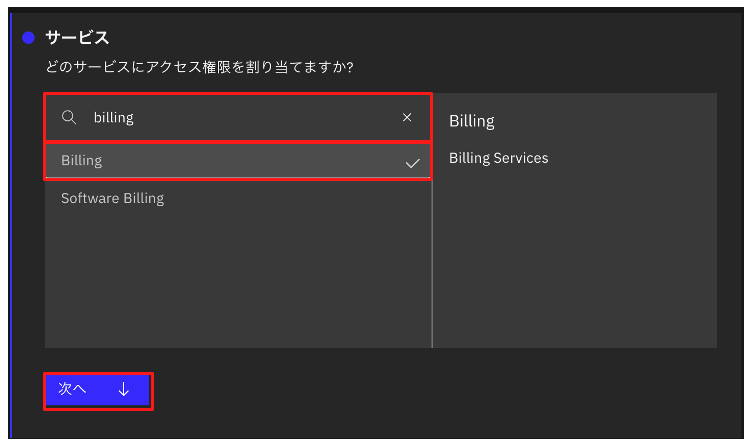 サービス
どのサービスにアクセス権限を割り当てますか?
billing
Billing
Software Billing
Billing
Billing Services
次へ